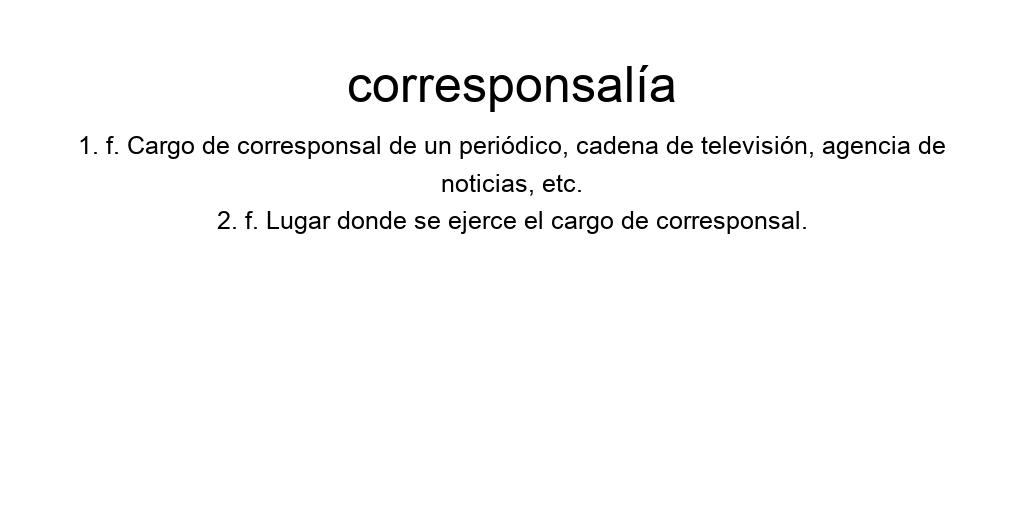 corresponsalía
1. f. Cargo de corresponsal de un periódico, cadena de televisión, agencia de
noticias, etc.
2. f. Lugar donde se ejerce el cargo de corresponsal.